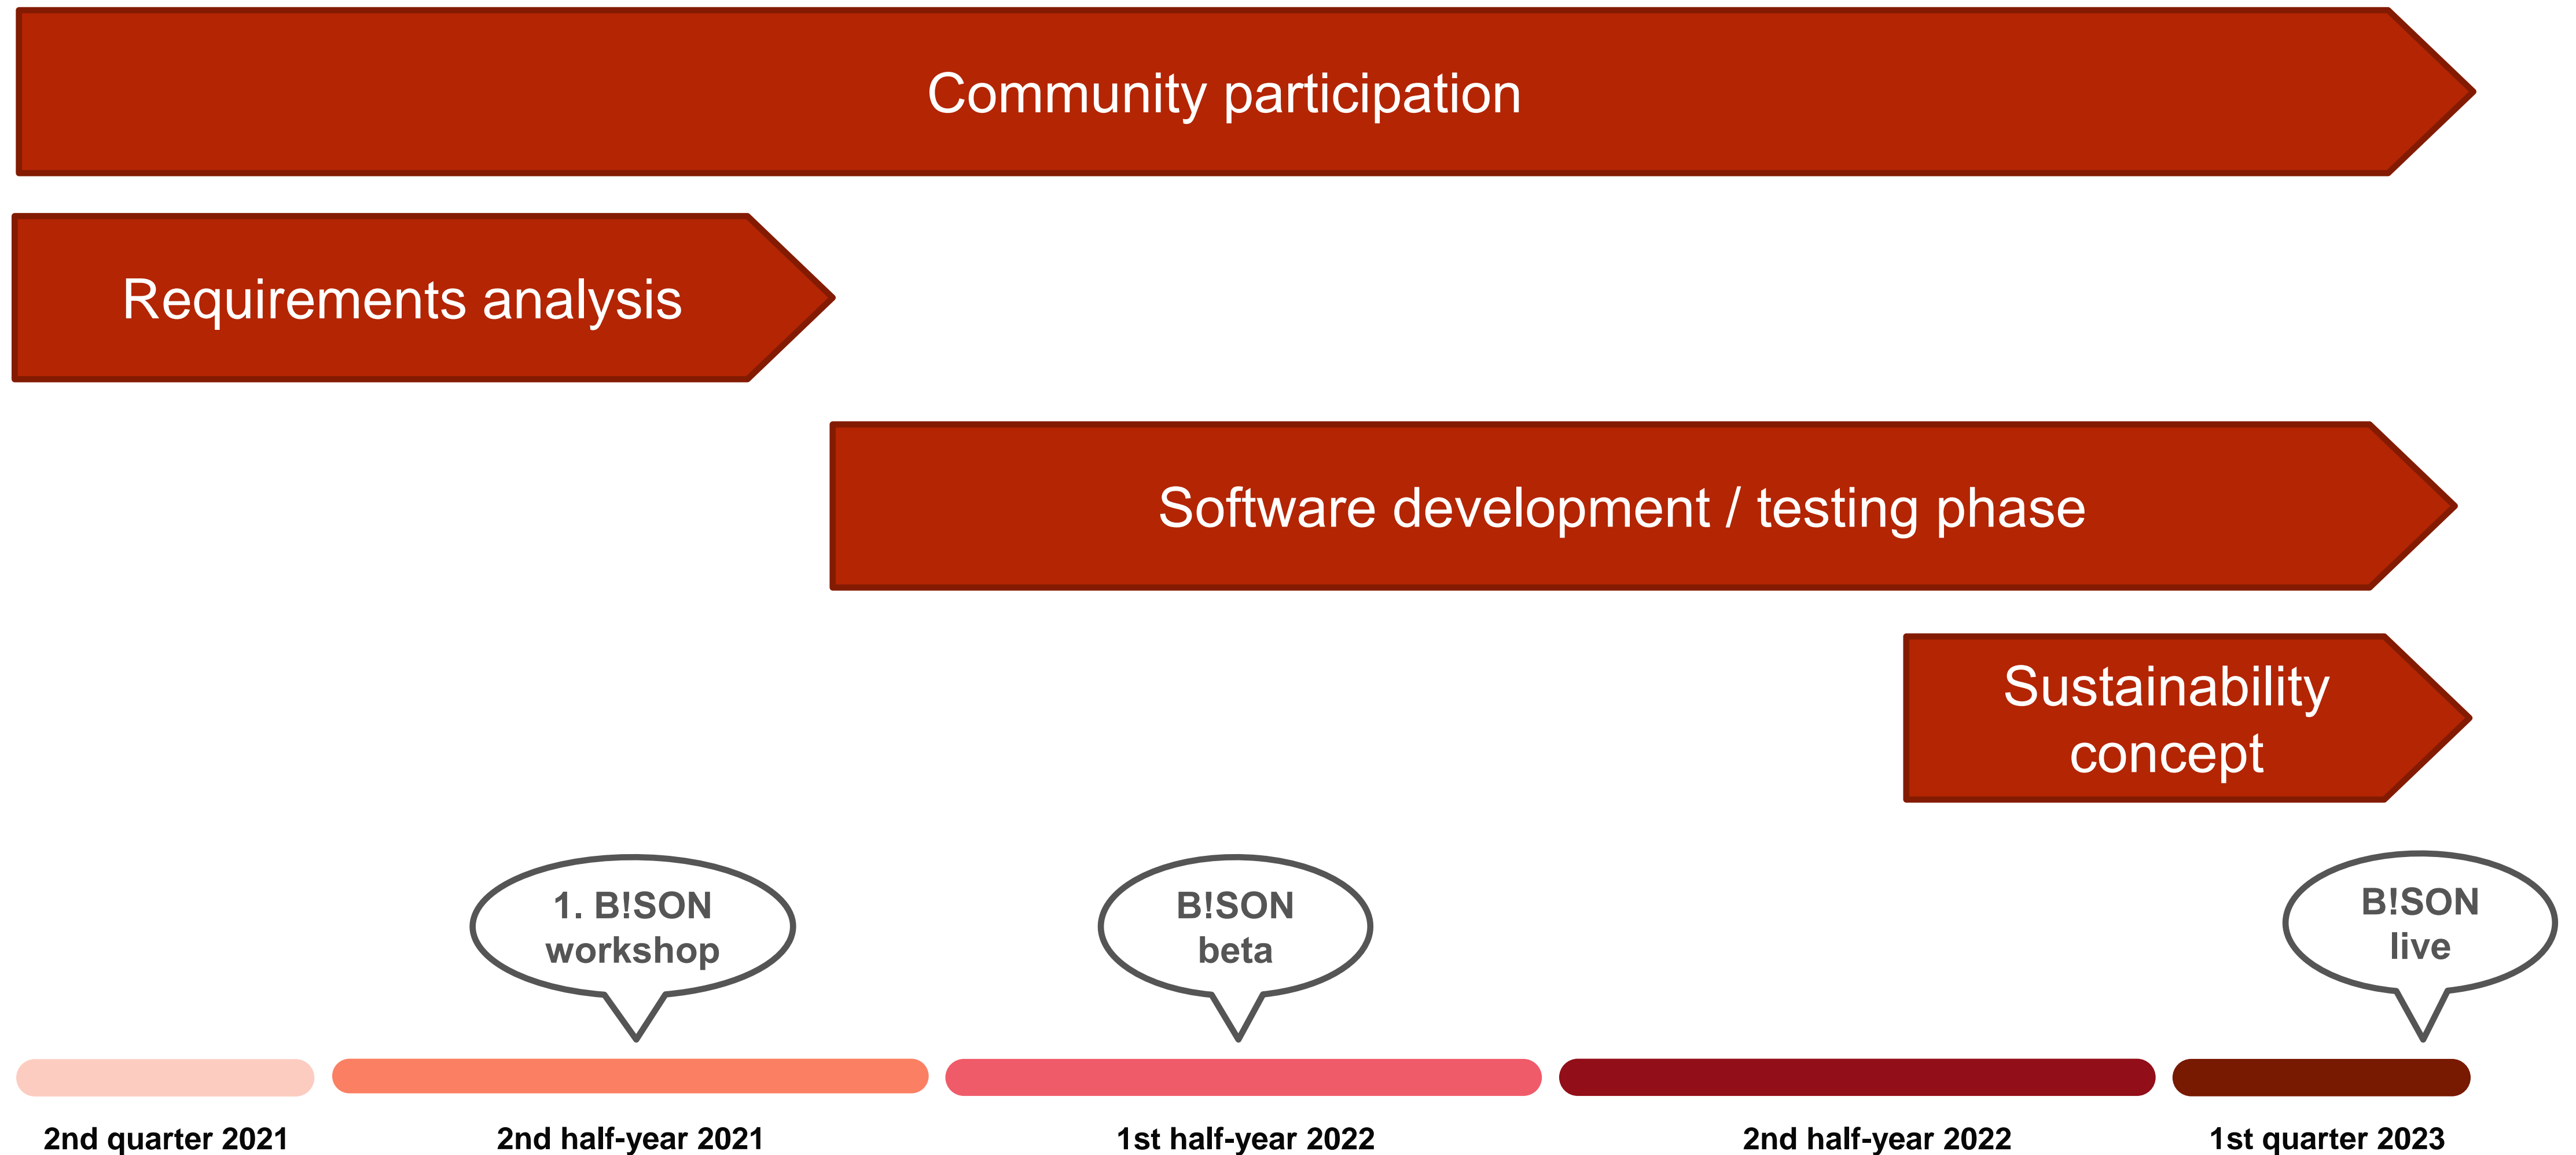 Community participation
Requirements analysis
Software development / testing phase
Sustainability
concept
1. B!SON
workshop
B!SON
beta
B!SON
live
2nd quarter 2021
2nd half-year 2021
1st half-year 2022
2nd half-year 2022
1st quarter 2023